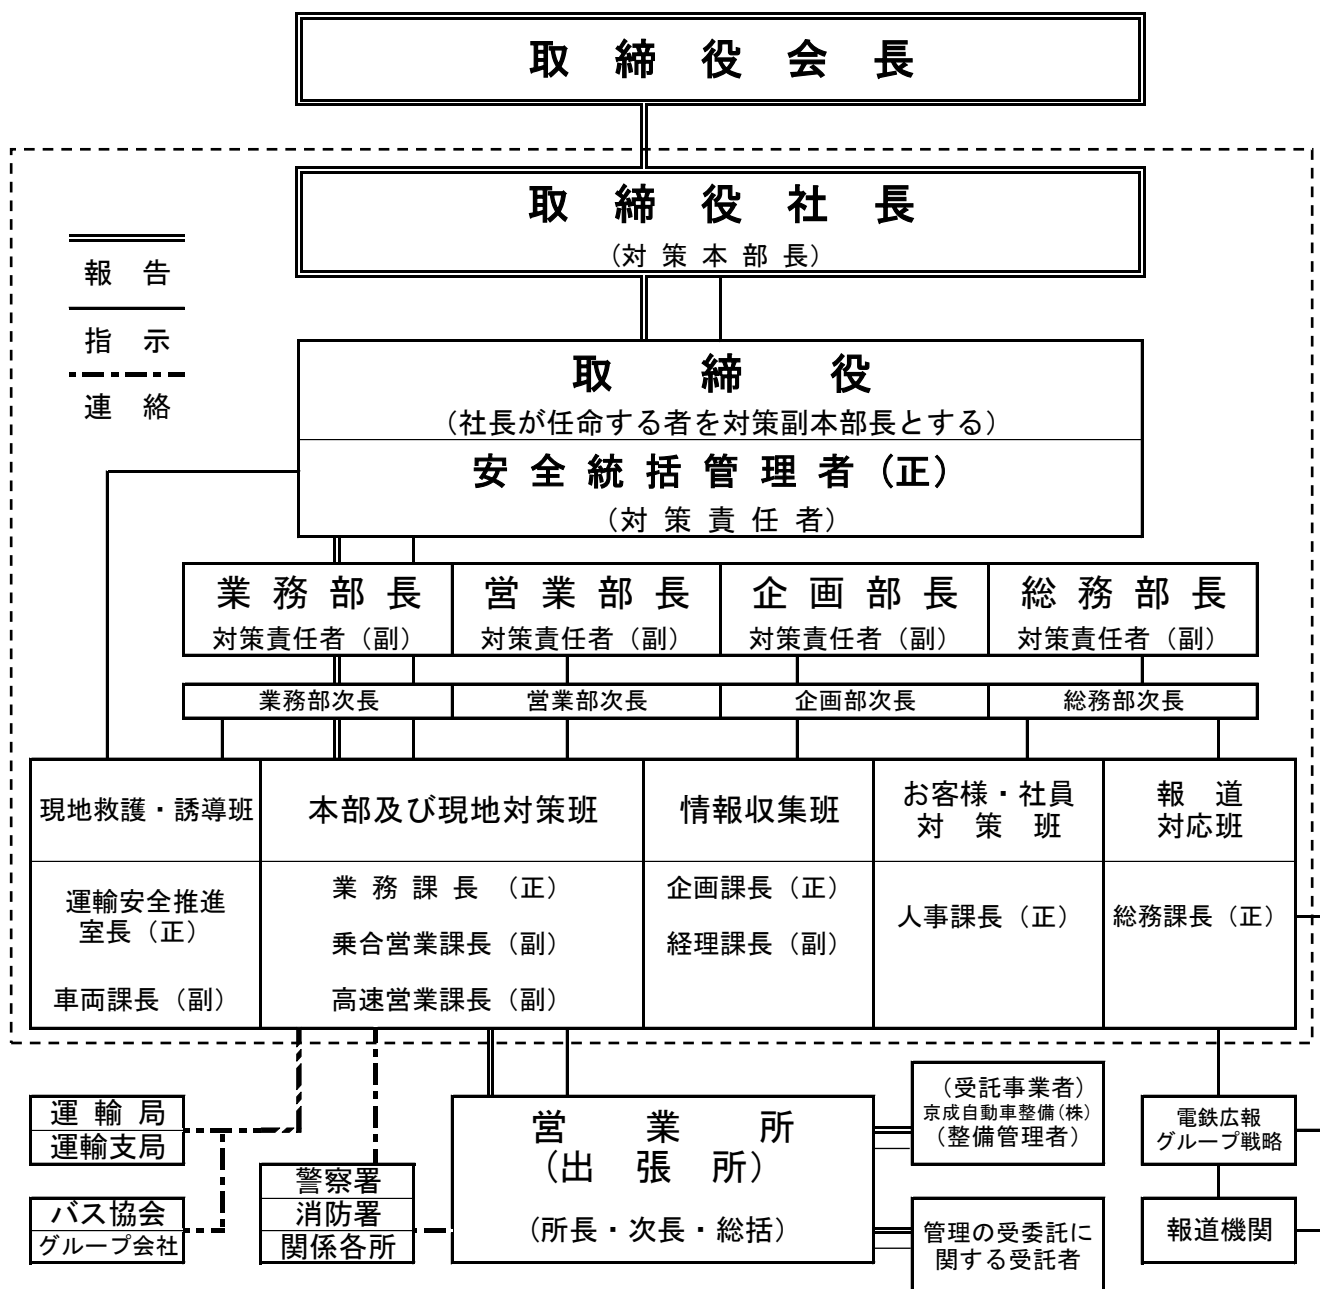 取締役会長
取締役社長
（対策本部長）
報告
指示
連絡
取締役
（社長が任命する者を対策副本部長とする）
安全統括管理者（正）
（対策責任者）
業務部長
対策責任者（副）
営業部長
対策責任者（副）
企画部長
対策責任者（副）
総務部長
対策責任者（副）
業務部次長
営業部次長
企画部次長
総務部次長
現地救護・誘導班
本部及び現地対策班
情報収集班
お客様・社員
対策班
報道
対応班
運輸安全推進
室長（正）
車両課長（副）
業務課長（正）
乗合営業課長（副）
高速営業課長（副）
企画課長（正）
経理課長（副）
人事課長（正）
総務課長（正）
運輸局
運輸支局
バス協会
グループ会社
警察署
消防署
関係各所
営業所
（出張所）
（所長・次長・総括）
（受託事業者）
京成自動車整備（株）
（整備管理者）
管理の受委託に
関する受託者
電鉄広報
グループ戦略
報道機関